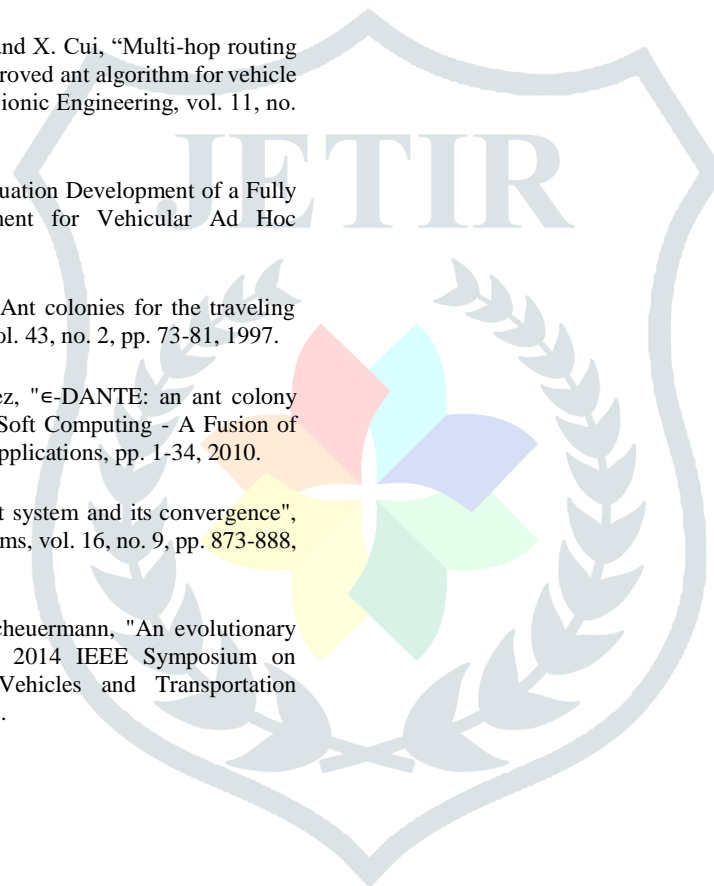 and X. Cui, “Multi-hop routing
roved ant algorithm for vehicle
ionic Engineering, vol. 11, no.
JETIR
uation Development of a Fully
ment for Vehicular Ad Hoc
Ant colonies for the traveling
ol. 43, no. 2, pp. 73-81, 1997.
ez, "∊-DANTE: an ant colony
Soft Computing - A Fusion of
pplications, pp. 1-34, 2010.
t system and its convergence",
ms, vol. 16, no. 9, pp. 873-888,
cheuermann, "An evolutionary
2014 IEEE Symposium on
Vehicles and Transportation
.